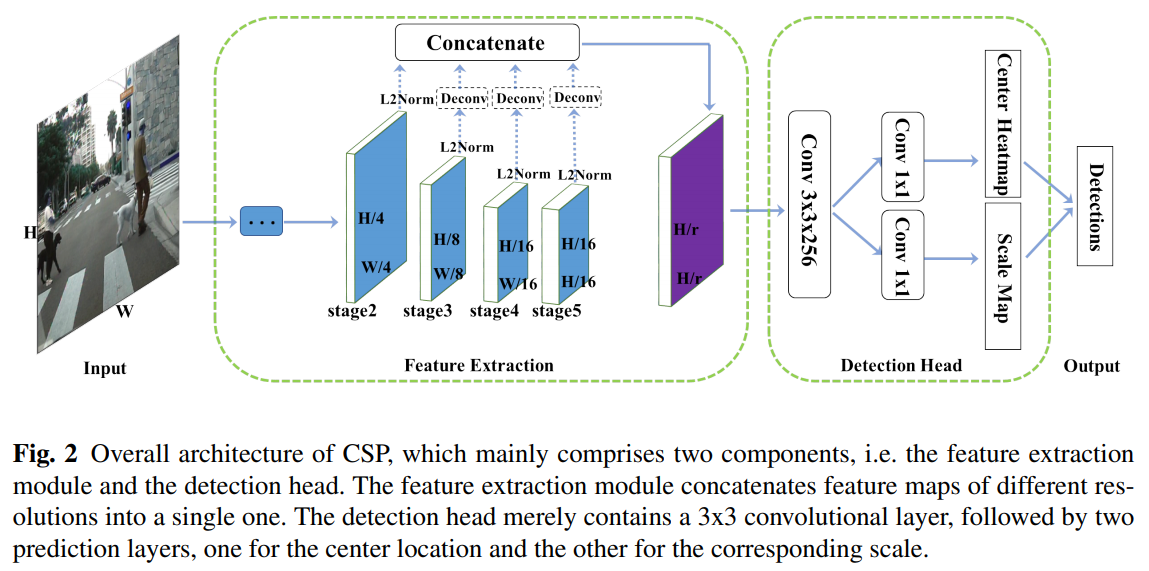 Concatenate
L2Norm
Deconv
Deconv
Deconv
L2Norm
L2Norm
L2Norm
H
W
Input
...
H/4
W/4
stage2
H/8
W/8
stage3
H/16
W/16
stage4
H/16
H/16
stage5
H/r
H/r
Feature Extraction
Conv 3x3x256
Conv 1x1
Conv 1x1
Center Heatmap
Scale Map
Detection Head
Detections
Output
Fig. 2 Overall architecture of CSP, which mainly comprises two components, i.e. the feature extraction
module and the detection head. The feature extraction module concatenates feature maps of different res-
olutions into a single one. The detection head merely contains a 3x3 convolutional layer, followed by two
prediction layers, one for the center location and the other for the corresponding scale.